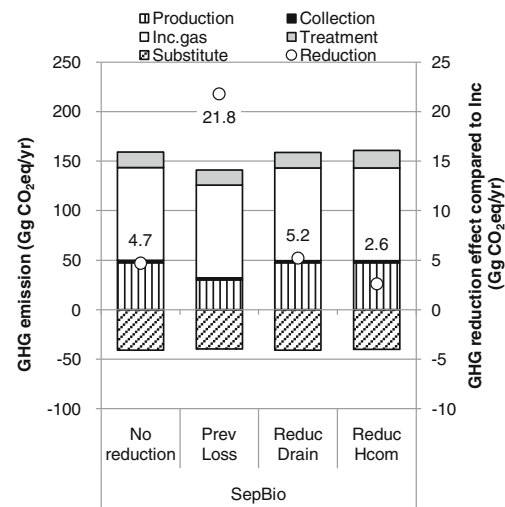 Production Collection
Inc.gas Treatment
Substitute Reduction
GHG emission (Gg CO₂eq/yr)
250
200
150
100
50
0
-50
-100
4.7
21.8
5.2
2.6
25
20
15
10
5
0
-5
-10
GHG reduction effect compared to Inc
(Gg CO₂eq/yr)
No Prev Reduc Reduc
reduction Loss Drain Hcom
SepBio